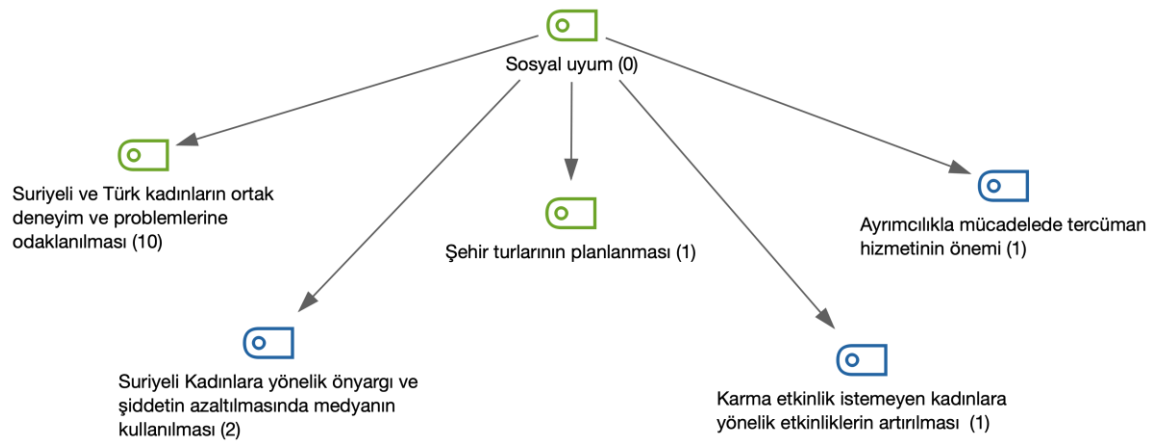 Sosyal uyum (0)
Suriyeli ve Türk kadınların ortak
deneyim ve problemlerine
odaklanılması (10)
Şehir turlarının planlanması (1)
Ayrımcılıkla mücadelede tercüman
hizmetinin önemi (1)
Suriyeli Kadınlara yönelik önyargı ve
şiddetin azaltılmasında medyanın
kullanılması (2)
Karma etkinlik istemeyen kadınlara
yönelik etkinliklerin artırılması (1)